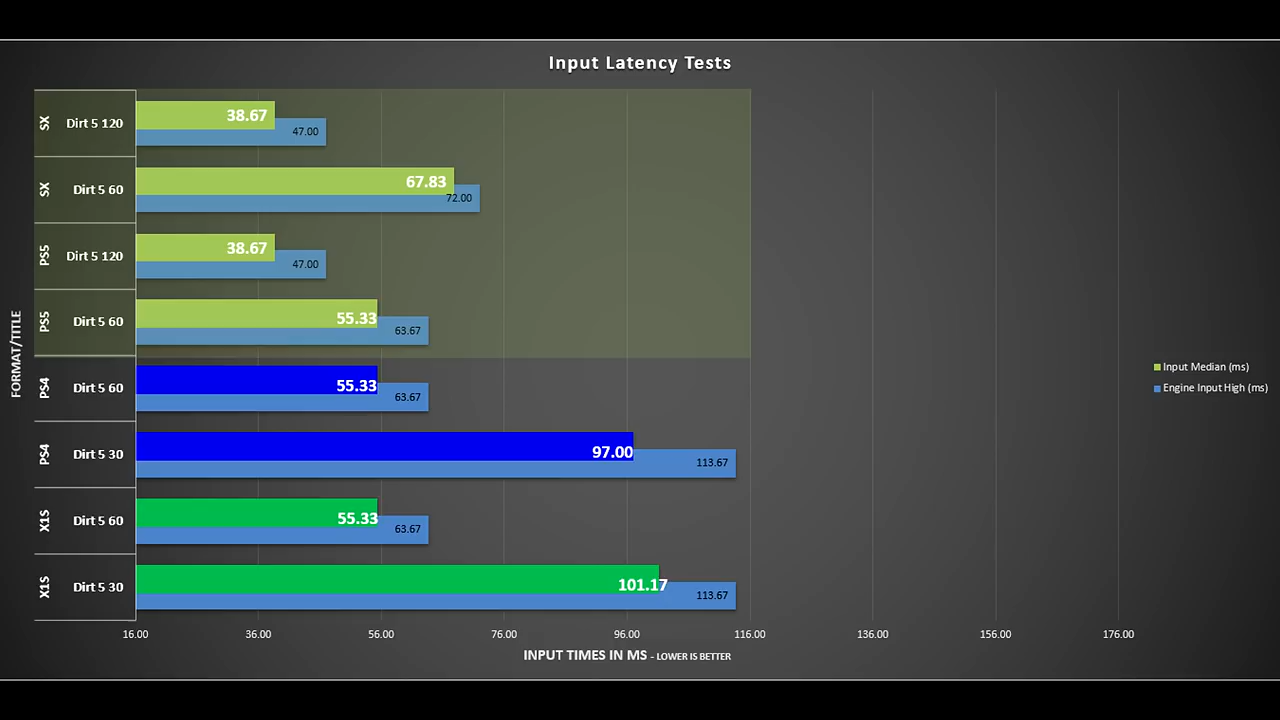 Input Latency Tests
SX Dirt 5 120 38.67 47.00
SX Dirt 5 60 67.83 72.00
PS5 Dirt 5 120 38.67 47.00
PS5 Dirt 5 60 55.33 63.67
PS4 Dirt 5 60 55.33 63.67
PS4 Dirt 5 30 97.00 113.67
X1S Dirt 5 60 55.33 63.67
X1S Dirt 5 30 101.17 113.67
FORMAT/TITLE
16.00 36.00 56.00 76.00 96.00 116.00 136.00 156.00 176.00
INPUT TIMES IN MS - LOWER IS BETTER
Input Median (ms)
Engine Input High (ms)